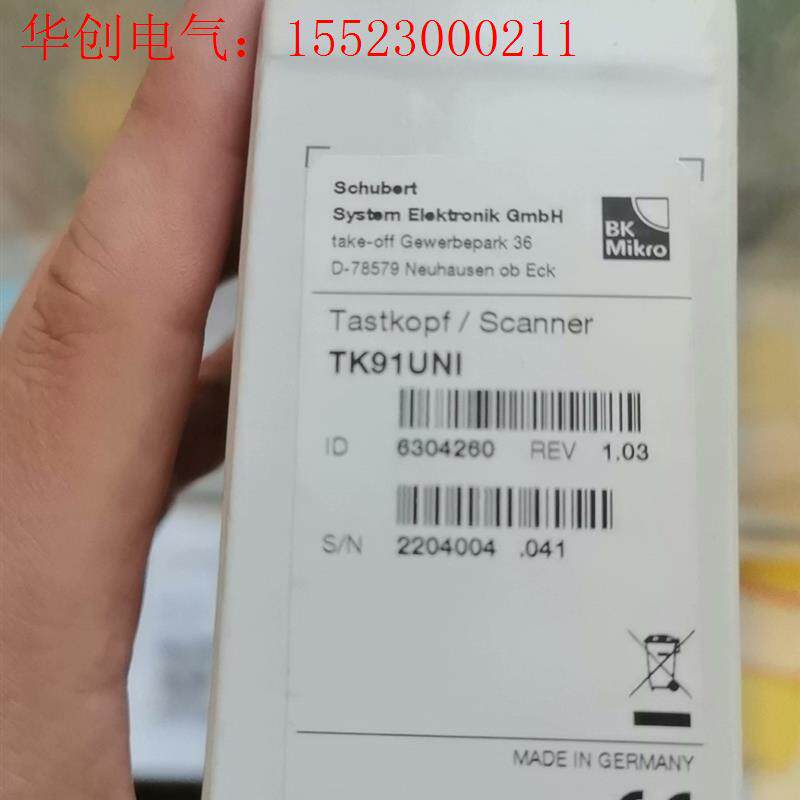 华创电气：15523000211
Schubert
System Elektronik GmbH
take-off Gewerbepark 36
D-78579 Neuhausen ob Eck
BK
Mikro
Tastkopf / Scanner
TK91UNI
ID 6304260 REV 1.03
S/N 2204004 .041
MADE IN GERMANY